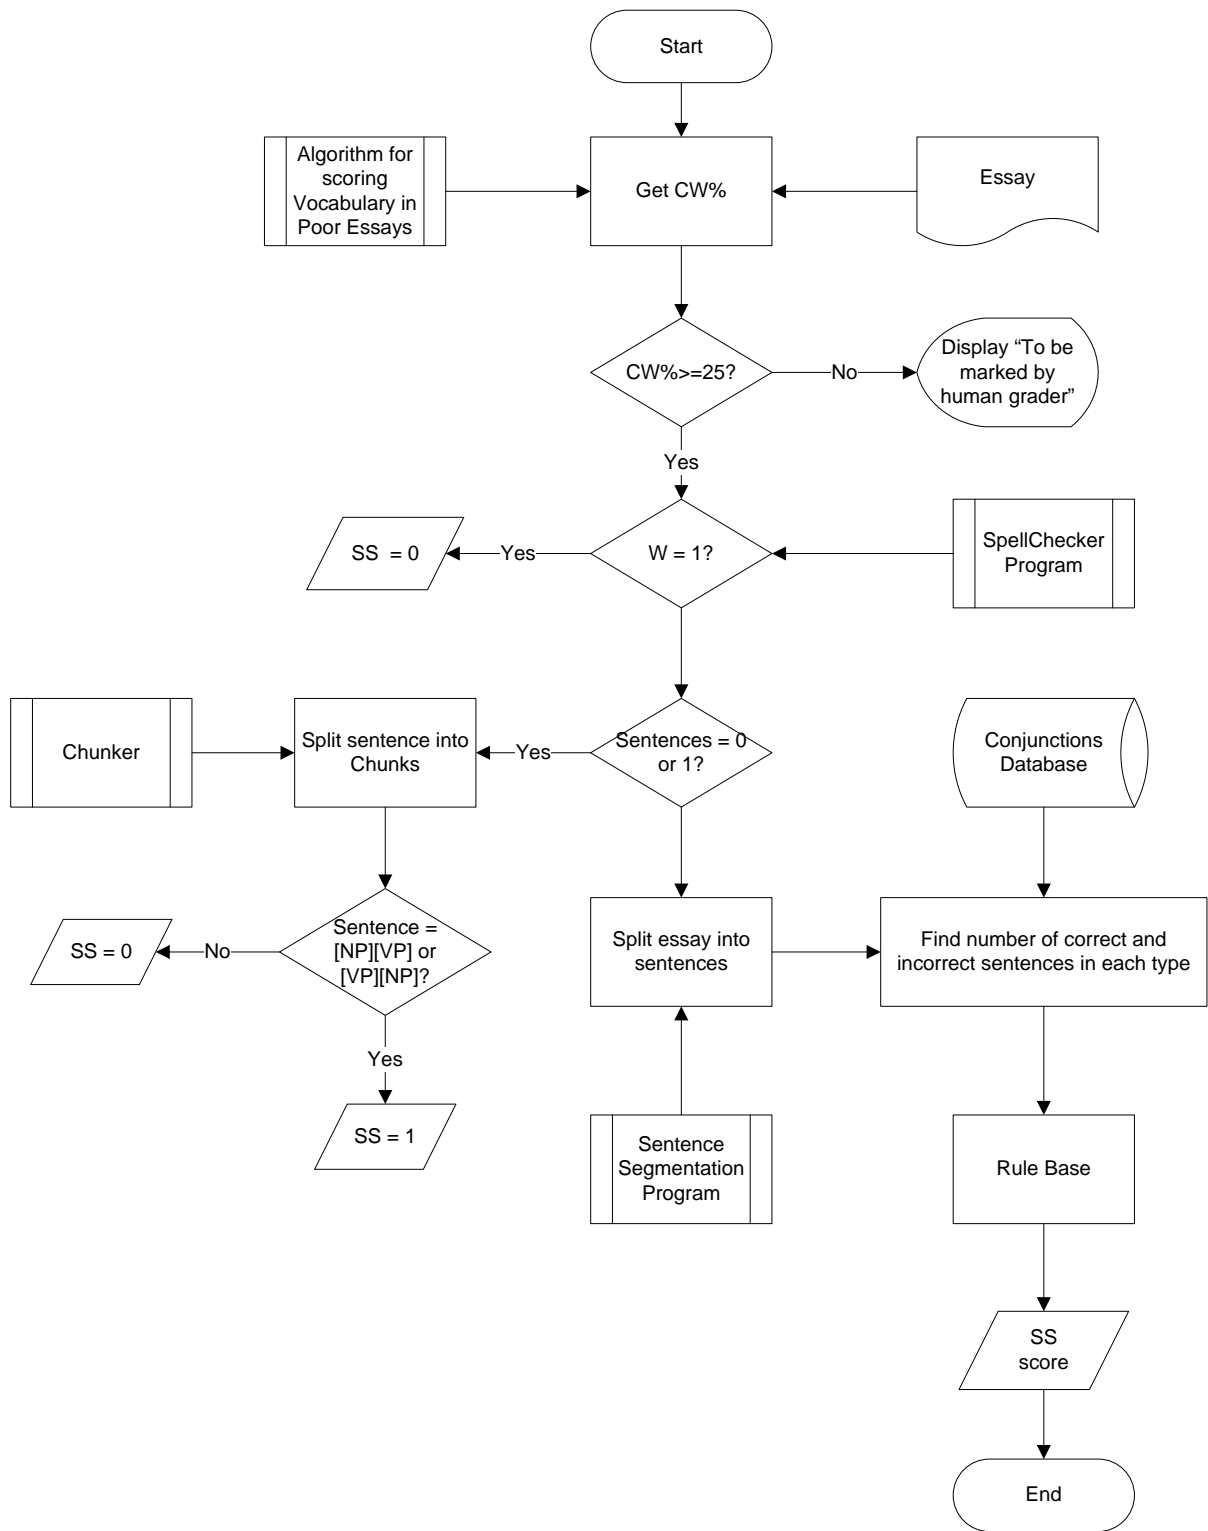 Start
Algorithm for
scoring
Vocabulary in
Poor Essays
Get CW%
Essay
CW%>=25?
No
Display “To be
marked by
human grader”
Yes
SS = 0
Yes
W = 1?
SpellChecker
Program
Chunker
Split sentence into
Chunks
Yes
Sentences = 0
or 1?
Conjunctions
Database
SS = 0
No
Sentence =
[NP][VP] or
[VP][NP]?
Split essay into
sentences
Find number of correct and
incorrect sentences in each type
Yes
SS = 1
Sentence
Segmentation
Program
Rule Base
SS
score
End